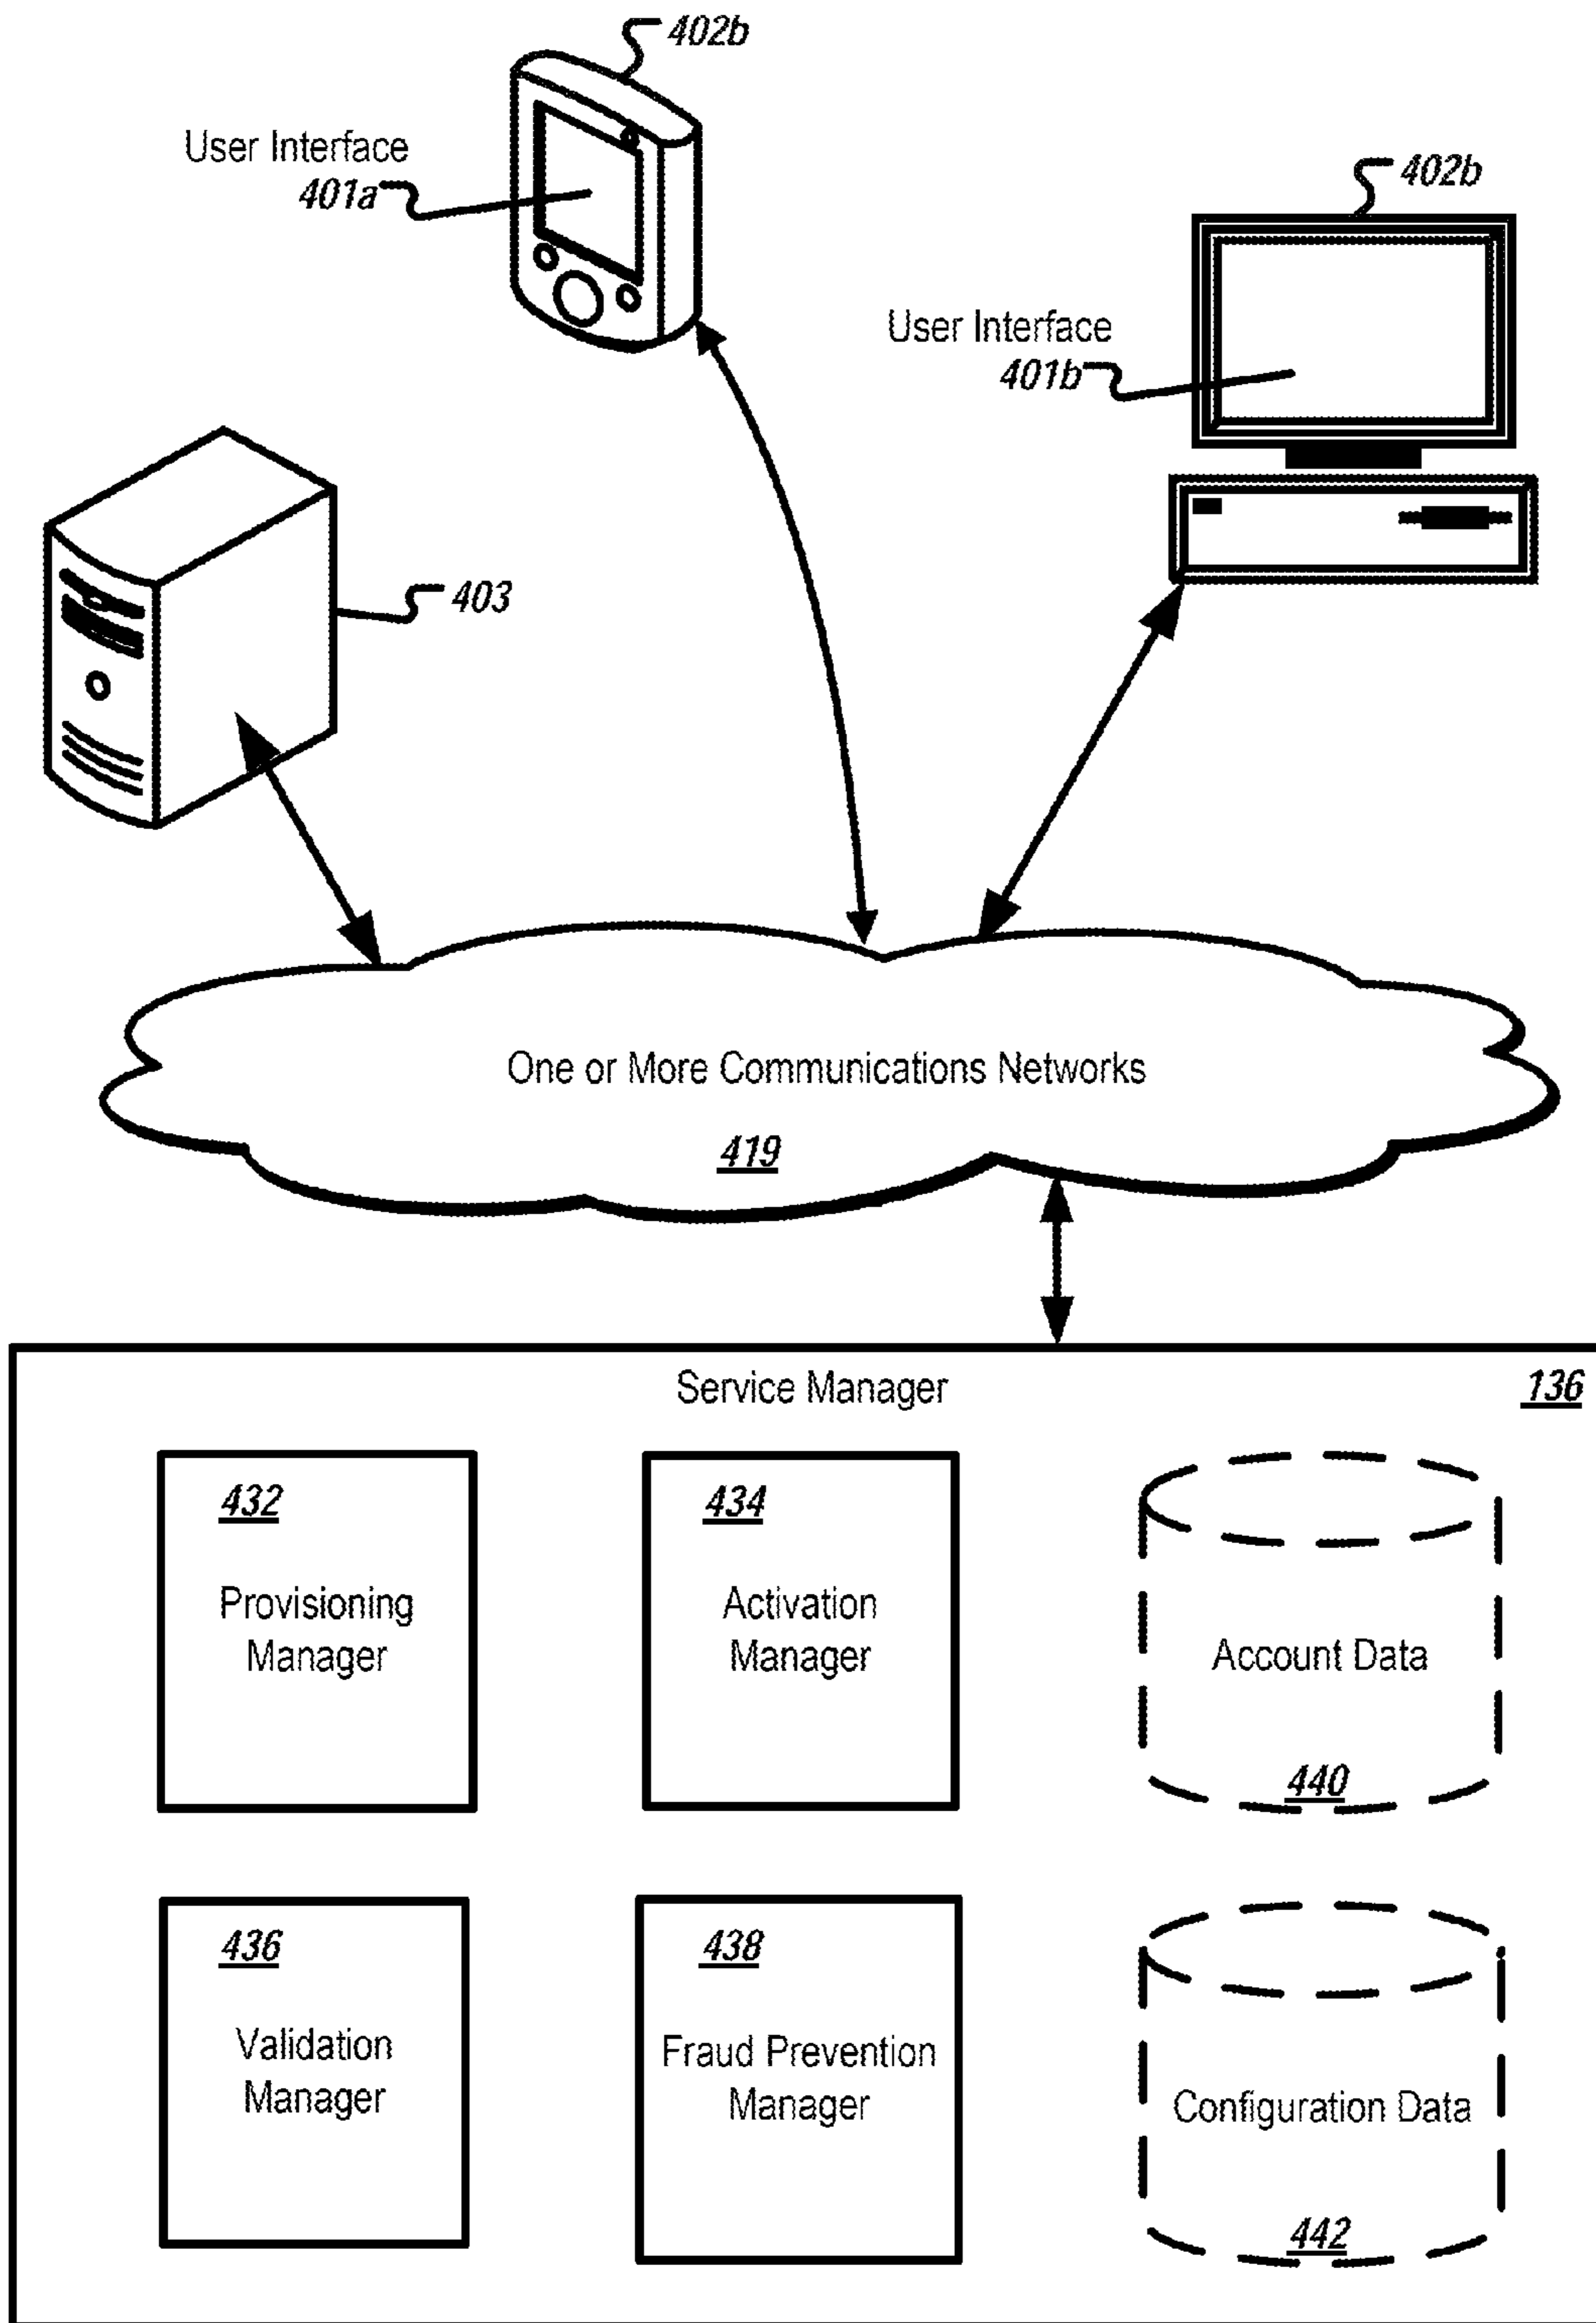 402b
User Interface
401a
402b
User Interface
401b
403
One or More Communications Networks
419
Service Manager
136
432
Provisioning
Manager
434
Activation
Manager
Account Data
440
436
Validation
Manager
438
Fraud Prevention
Manager
Configuration Data
442